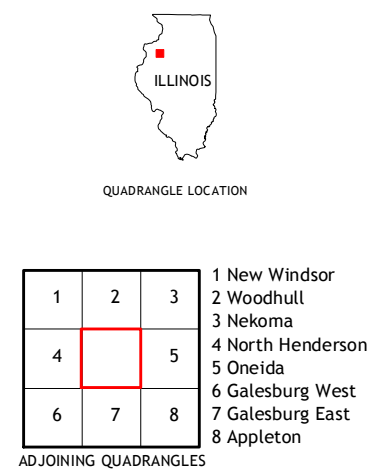 ILLINOIS
QUADRANGLE LOCATION
1 2 3
4 5
6 7 8
1 New Windsor
2 Woodhull
3 Nekoma
4 North Henderson
5 Oneida
6 Galesburg West
7 Galesburg East
8 Appleton
ADJOINING QUADRANGLES